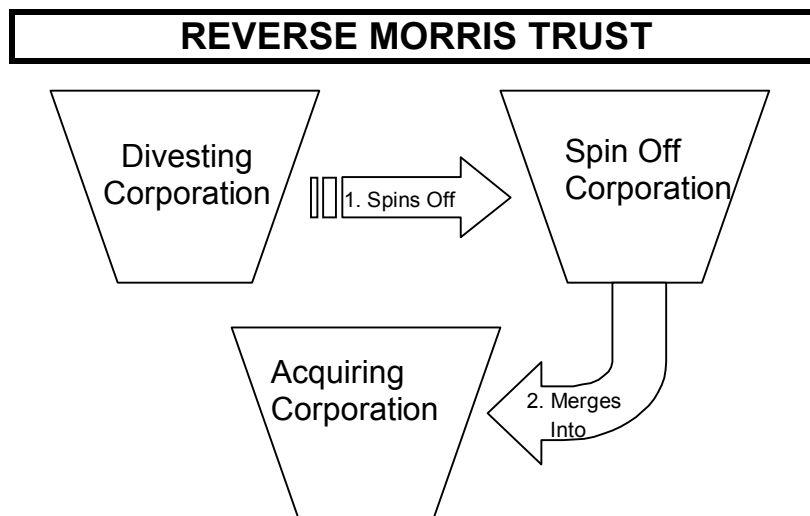 REVERSE MORRIS TRUST
Divesting
Corporation
1. Spins Off
Spin Off
Corporation
Acquiring
Corporation
2. Merges
Into